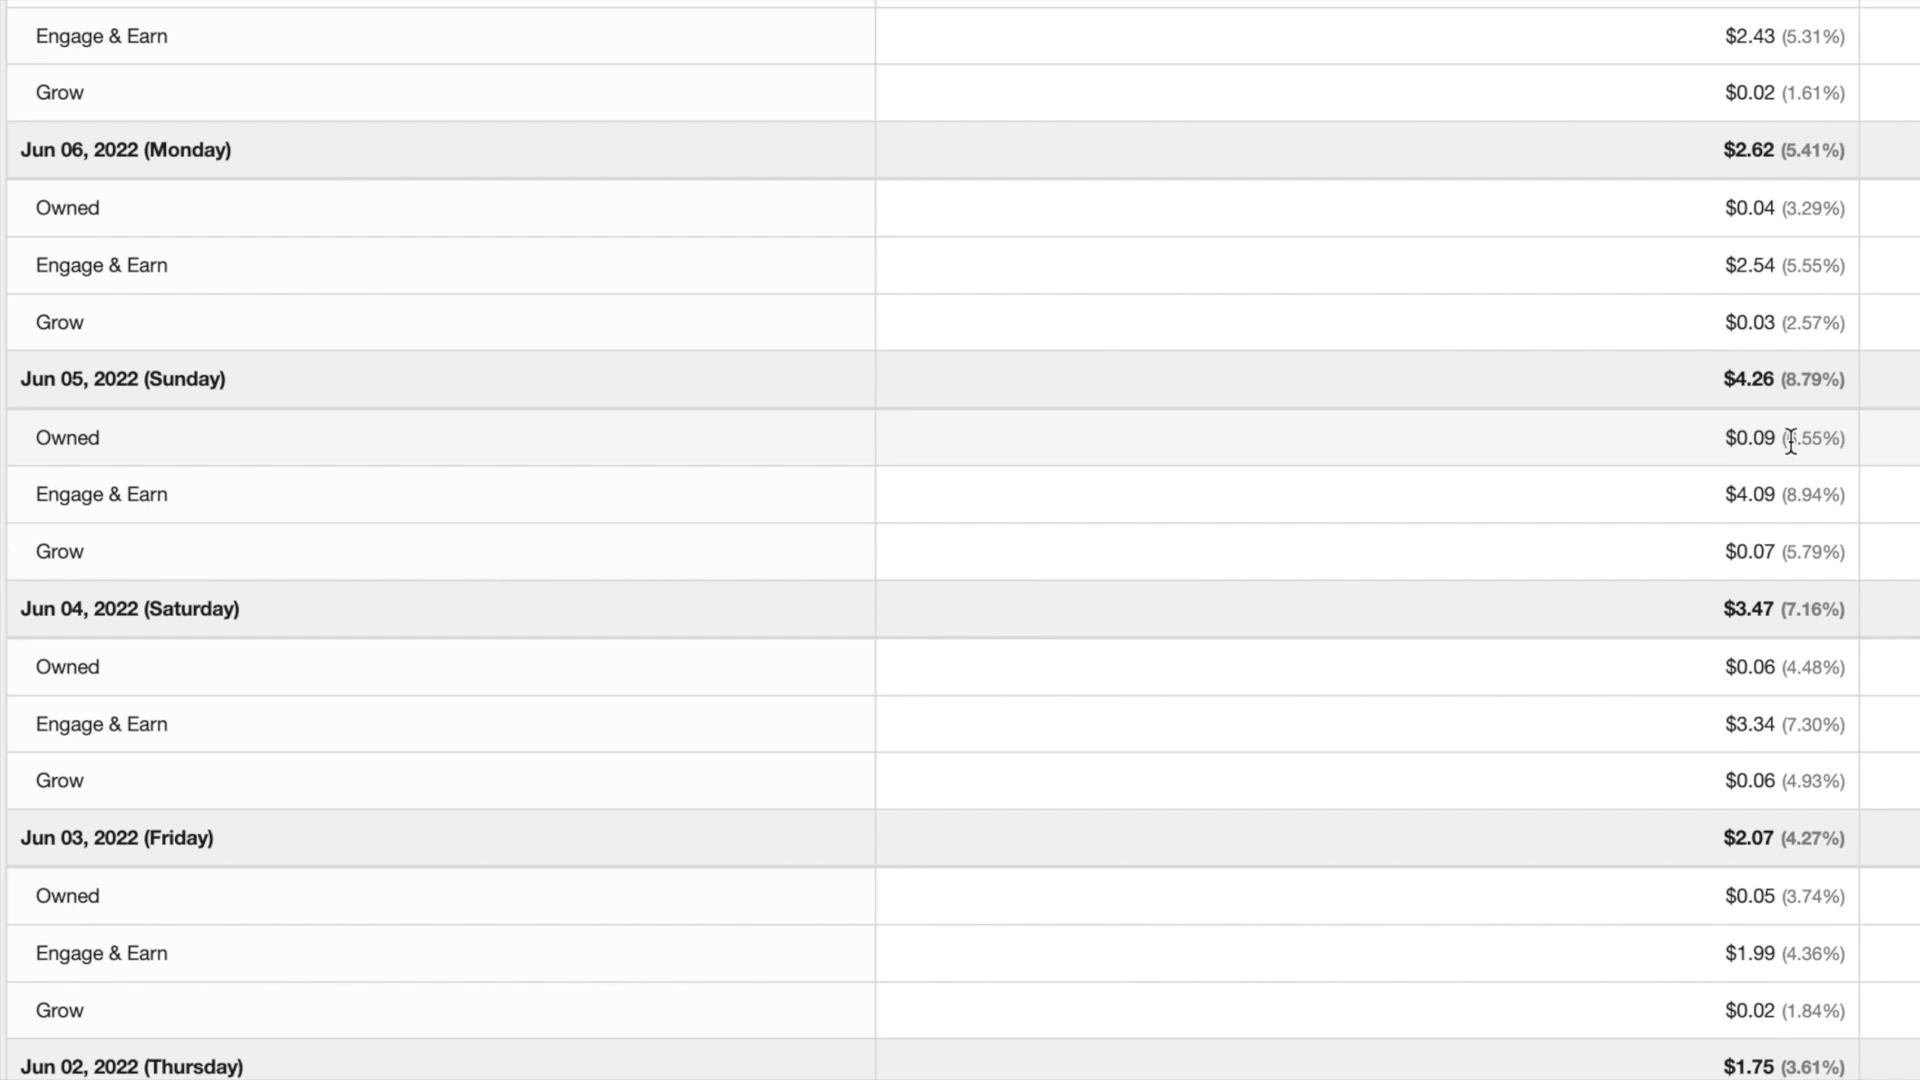 Engage & Earn $2.43 (5.31%)
Grow $0.02 (1.61%)
Jun 06, 2022 (Monday) $2.62 (5.41%)
Owned $0.04 (3.29%)
Engage & Earn $2.54 (5.55%)
Grow $0.03 (2.57%)
Jun 05, 2022 (Sunday) $4.26 (8.79%)
Owned $0.09
Engage & Earn $4.09 (8.94%)
Grow $0.07 (5.79%)
Jun 04, 2022 (Saturday) $3.47 (7.16%)
Owned $0.06 (4.48%)
Engage & Earn $3.34 (7.30%)
Grow $0.06 (4.93%)
Jun 03, 2022 (Friday) $2.07 (4.27%)
Owned $0.05 (3.74%)
Engage & Earn $1.99 (4.36%)
Grow $0.02 (1.84%)
Jun 02, 2022 (Thursday) $1.75 (3.61%)